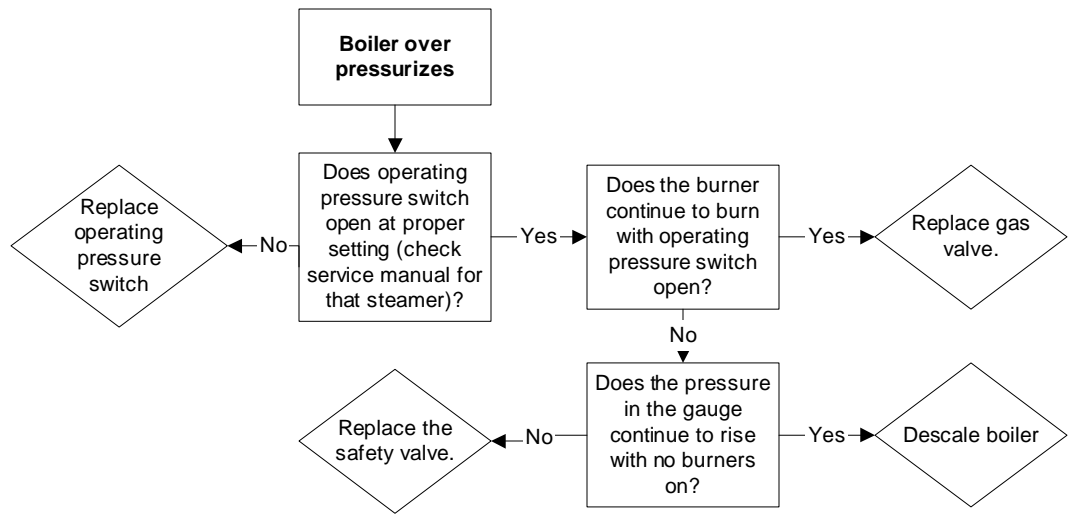 Boiler over
pressurizes
Does operating
pressure switch
open at proper
setting (check
service manual for
that steamer)?
No
Replace
operating
pressure
switch
Yes
Does the burner
continue to burn
with operating
pressure switch
open?
Yes
Replace gas
valve.
No
Does the pressure
in the gauge
continue to rise
with no burners
on?
No
Replace the
safety valve.
Yes
Descale boiler